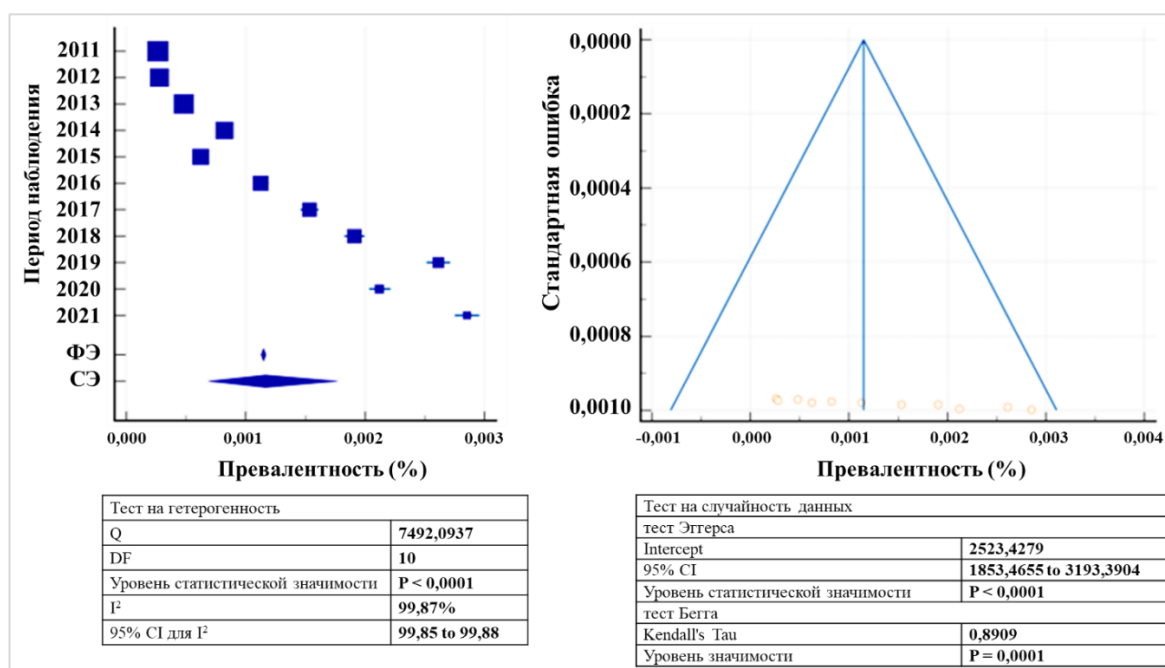 Период наблюдения
2011
2012
2013
2014
2015
2016
2017
2018
2019
2020
2021
ФЭ
СЭ
0,000 0,001 0,002 0,003
Превалентность (%)
Стандартная ошибка
0,0000
0,0002
0,0004
0,0006
0,0008
0,0010
-0,001 0,000 0,001 0,002 0,003 0,004
Превалентность (%)
Тест на гетерогенность
Q 7492,0937
DF 10
Уровень статистической значимости P < 0,0001
I² 99,87%
95% CI для I² 99,85 to 99,88
Тест на случайность данных
тест Эггерса
Intercept 2523,4279
95% CI 1853,4655 to 3193,3904
Уровень статистической значимости P < 0,0001
тест Бегга
Kendall's Tau 0,8909
Уровень значимости P = 0,0001